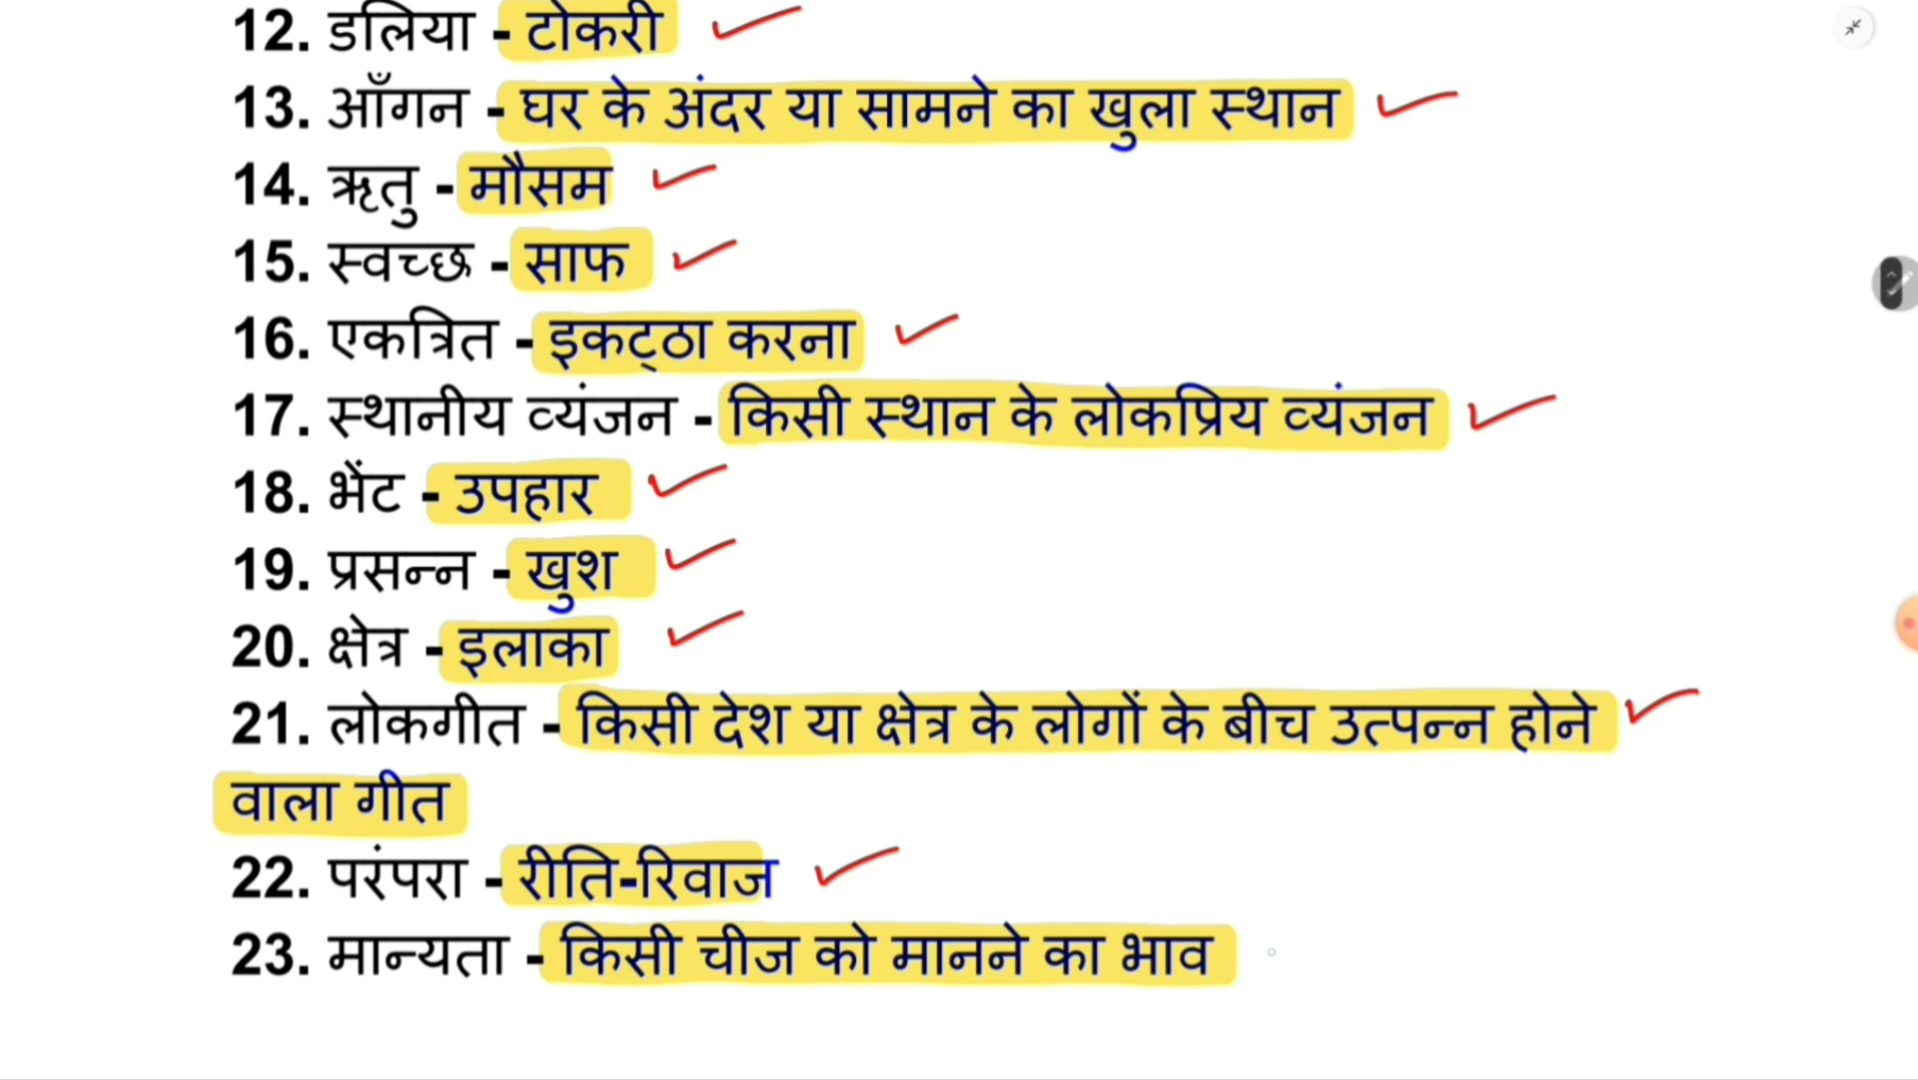 12. डलिया - टोकरी
13. आँगन - घर के अंदर या सामने का खुला स्थान
14. ऋतु - मौसम
15. स्वच्छ - साफ
16. एकत्रित - इकट्ठा करना
17. स्थानीय व्यंजन - किसी स्थान के लोकप्रिय व्यंजन
18. भेंट - उपहार
19. प्रसन्न - खुश
20. क्षेत्र - इलाका
21. लोकगीत - किसी देश या क्षेत्र के लोगों के बीच उत्पन्न होने
वाला गीत
22. परंपरा - रीति-रिवाज
23. मान्यता - किसी चीज को मानने का भाव